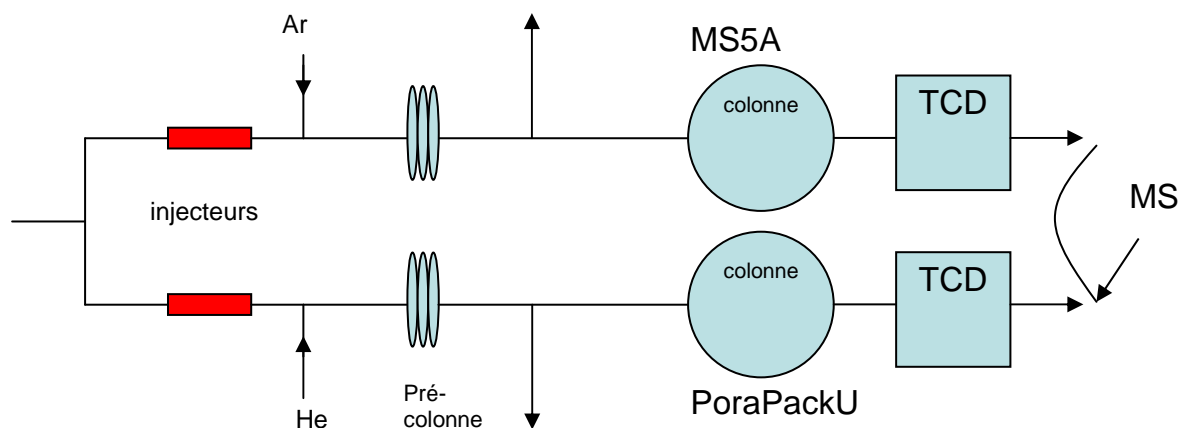 Ar
MS5A
colonne
TCD
injecteurs
MS
colonne
TCD
He
Pré-
colonne
PoraPackU